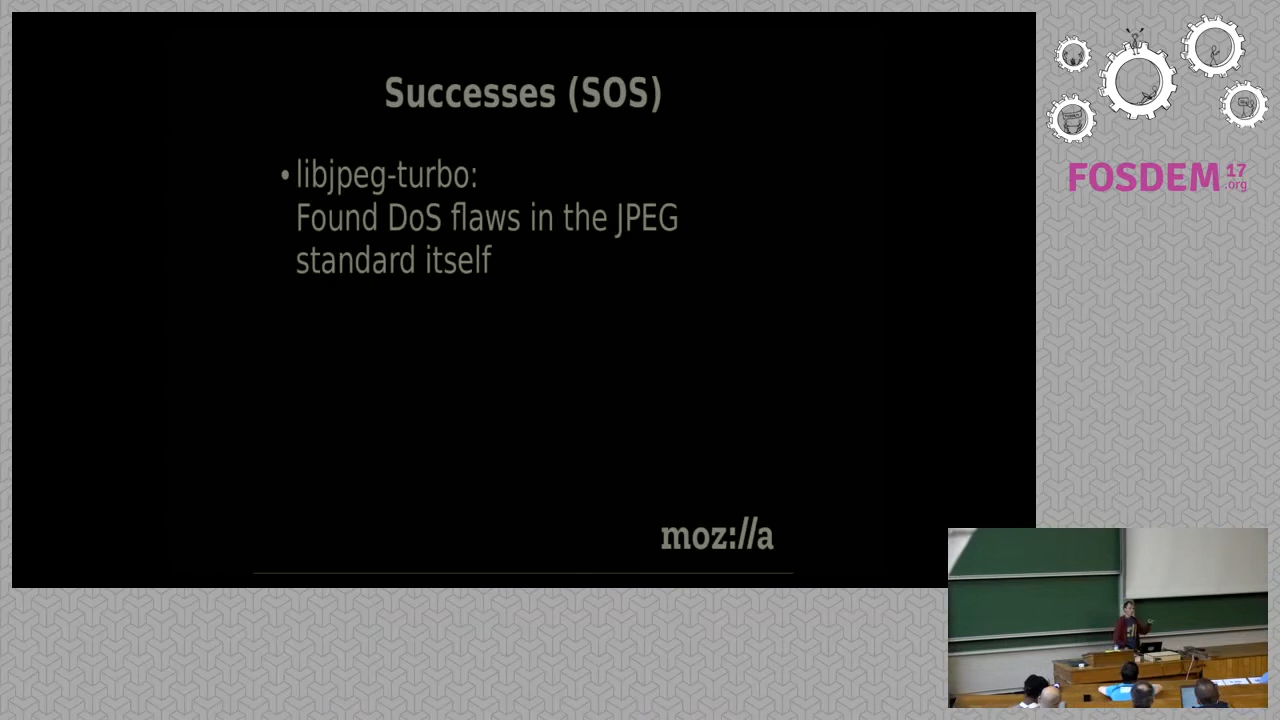 Successes (SOS)
• libjpeg-turbo:
Found DoS flaws in the JPEG
standard itself
moz://a
FOSDEM 17
.org